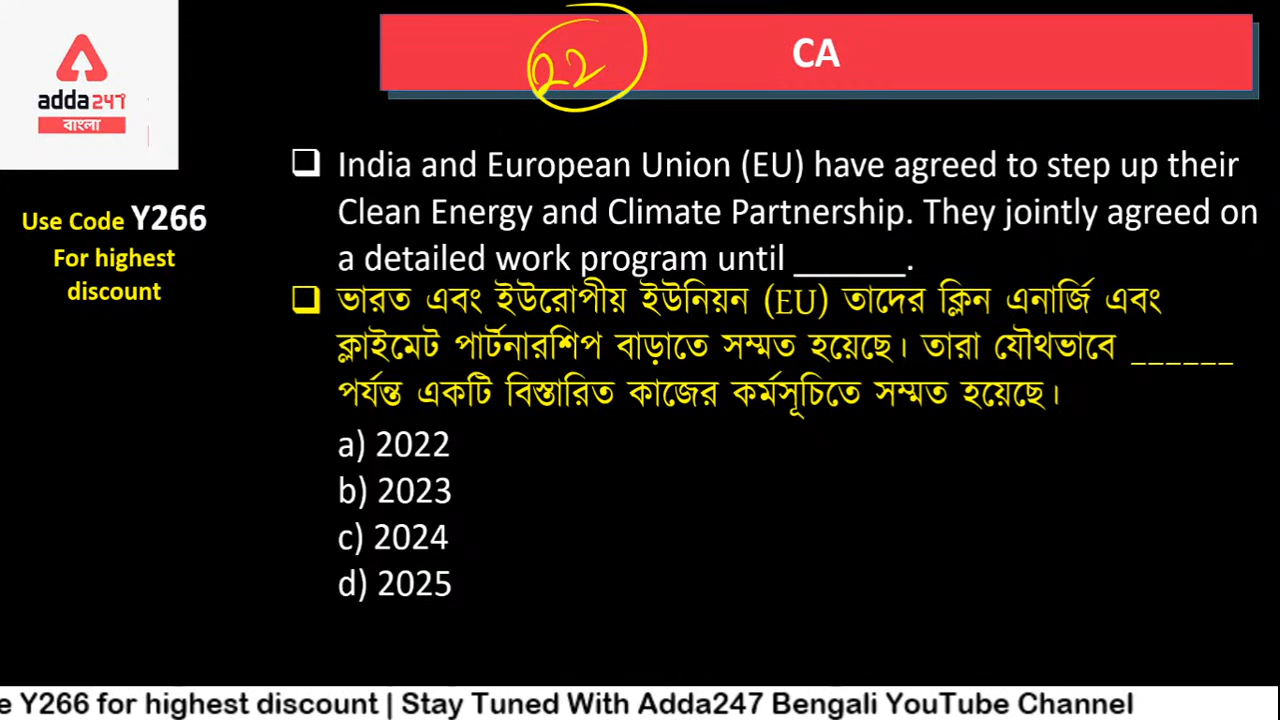 CA
22
adda247
বাংলা
Use Code Y266
For highest
discount
India and European Union (EU) have agreed to step up their
Clean Energy and Climate Partnership. They jointly agreed on
a detailed work program until ______.
ভারত এবং ইউরোপীয় ইউনিয়ন (EU) তাদের ক্লিন এনার্জি এবং
ক্লাইমেট পার্টনারশিপ বাড়াতে সম্মত হয়েছে। তারা যৌথভাবে ______
পর্যন্ত একটি বিস্তারিত কাজের কর্মসূচিতে সম্মত হয়েছে।
a) 2022
b) 2023
c) 2024
d) 2025
e Y266 for highest discount | Stay Tuned With Adda247 Bengali YouTube Channel